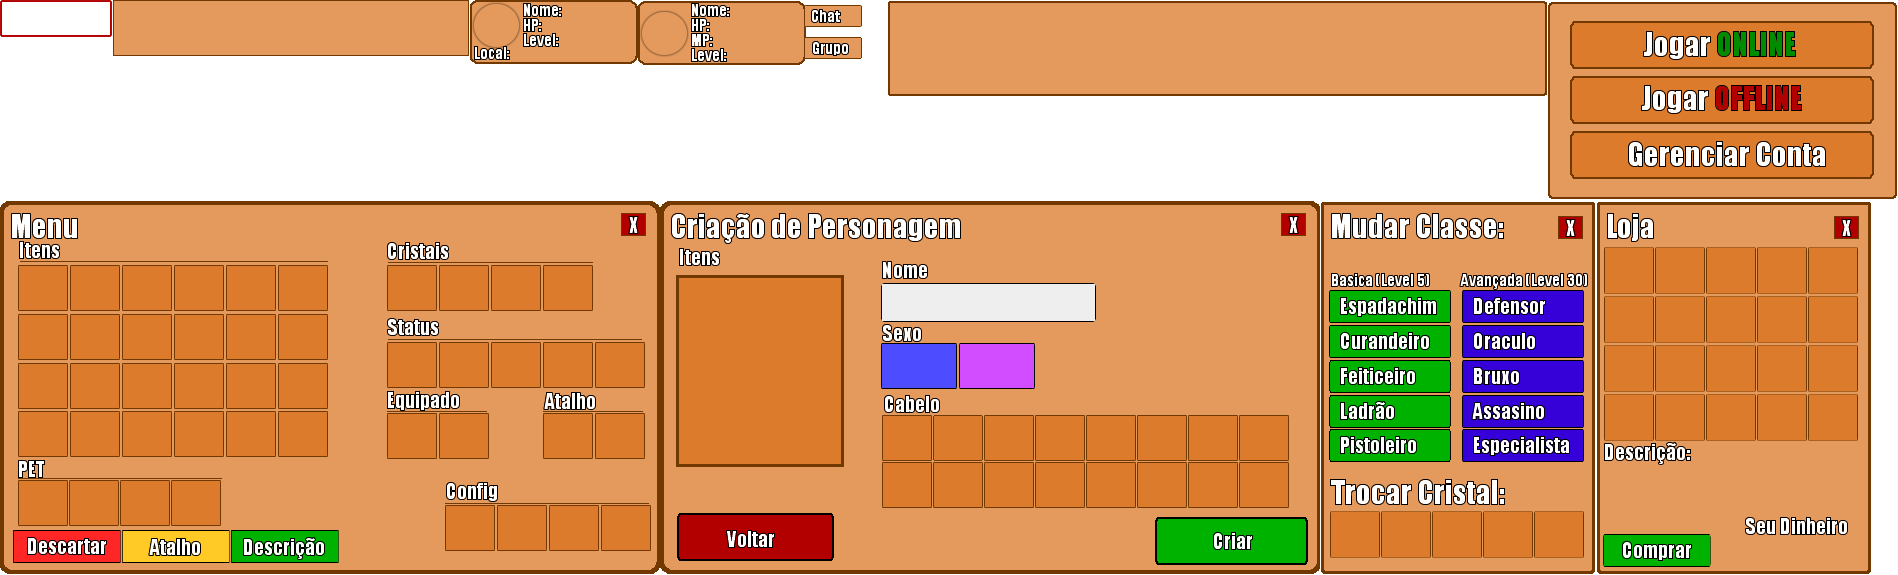 Nome:
HP:
Level:
Local:
Nome:
HP:
MP:
Level:
Chat
Grupo
Jogar ONLINE
Jogar OFFLINE
Gerenciar Conta
Menu
X
Itens
Cristais
Status
Equipado
Atalho
PET
Config
Descartar
Atalho
Descrição
Criação de Personagem
X
Itens
Nome
Sexo
Cabelo
Voltar
Criar
Mudar Classe:
X
Basica (Level 5)
Avançada (Level 30)
Espadachim
Defensor
Curandeiro
Oraculo
Feiticeiro
Bruxo
Ladrão
Assasino
Pistoleiro
Especialista
Trocar Cristal:
Loja
X
Descrição:
Seu Dinheiro
Comprar